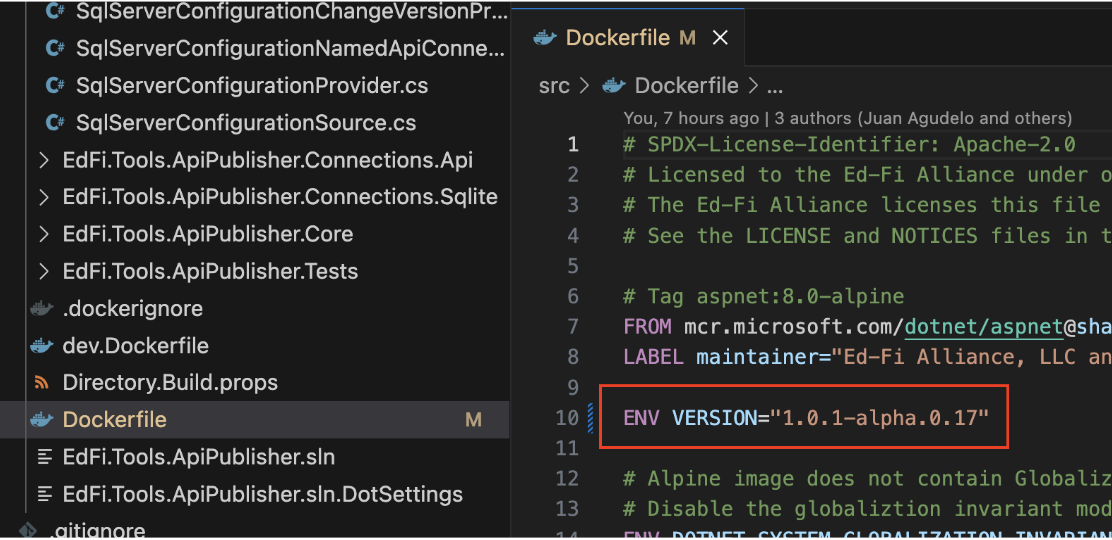 SqlServerConfigurationChangeVersionPr...
SqlServerConfigurationNamedApiConne...
SqlServerConfigurationProvider.cs
SqlServerConfigurationSource.cs
EdFi.Tools.ApiPublisher.Connections.Api
EdFi.Tools.ApiPublisher.Connections.Sqlite
EdFi.Tools.ApiPublisher.Core
EdFi.Tools.ApiPublisher.Tests
.dockerignore
dev.Dockerfile
Directory.Build.props
Dockerfile M
EdFi.Tools.ApiPublisher.sln
EdFi.Tools.ApiPublisher.sln.DotSettings
.gitignore
Dockerfile M
src > Dockerfile > ...
You, 7 hours ago | 3 authors (Juan Agudelo and others)
1 # SPDX-License-Identifier: Apache-2.0
2 # Licensed to the Ed-Fi Alliance under o
3 # The Ed-Fi Alliance licenses this file
4 # See the LICENSE and NOTICES files in t
5
6 # Tag aspnet:8.0-alpine
7 FROM mcr.microsoft.com/dotnet/aspnet@sha
8 LABEL maintainer="Ed-Fi Alliance, LLC an
9
10 ENV VERSION="1.0.1-alpha.0.17"
11
12 # Alpine image does not contain Globaliz
13 # Disable the globaliztion invariant mod
14 ENV DOTNET_SYSTEM_GLOBALIZATION_INVARIAN